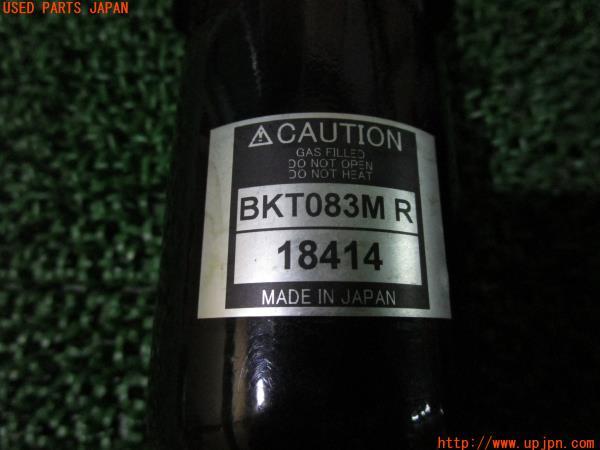 USED PARTS JAPAN
CAUTION
GAS FILLED
DO NOT OPEN
DO NOT HEAT
BKT083M R
18414
MADE IN JAPAN
http://www.upjpn.com/